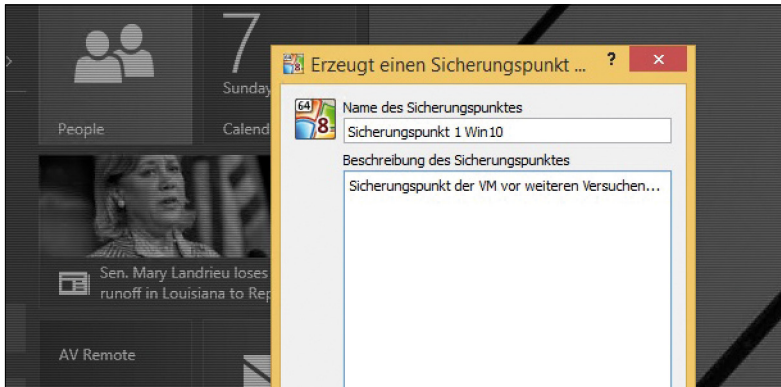 7
Sunday
People
Calend
Sen. Mary Landrieu loses
runoff in Louisiana to Rep
AV Remote
Erzeugt einen Sicherungspunkt ...
?
64
8
Name des Sicherungspunktes
Sicherungspunkt 1 Win10
Beschreibung des Sicherungspunktes
Sicherungspunkt der VM vor weiteren Versuchen...